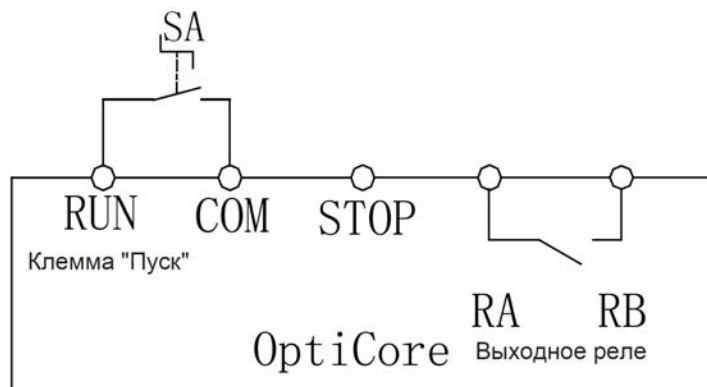 SA
RUN COM STOP
Клемма "Пуск"
RA RB
OptiCore Выходное реле